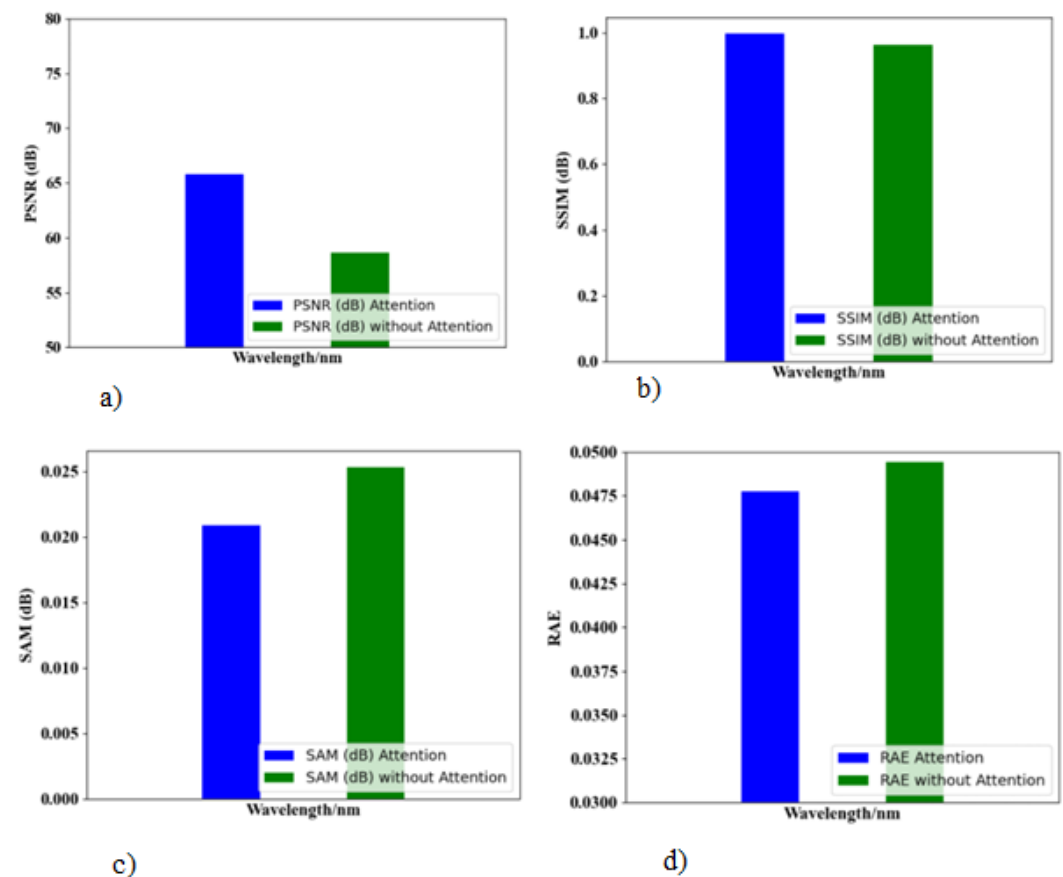 80
75
70
65
60
55
50
PSNR (dB)
PSNR (dB) Attention
PSNR (dB) without Attention
Wavelength/nm
a)
1.0
0.8
0.6
0.4
0.2
0.0
SSIM (dB)
SSIM (dB) Attention
SSIM (dB) without Attention
Wavelength/nm
b)
0.025
0.020
0.015
0.010
0.005
0.000
SAM (dB)
SAM (dB) Attention
SAM (dB) without Attention
Wavelength/nm
c)
0.0500
0.0475
0.0450
0.0425
0.0400
0.0375
0.0350
0.0325
0.0300
RAE
RAE Attention
RAE without Attention
Wavelength/nm
d)